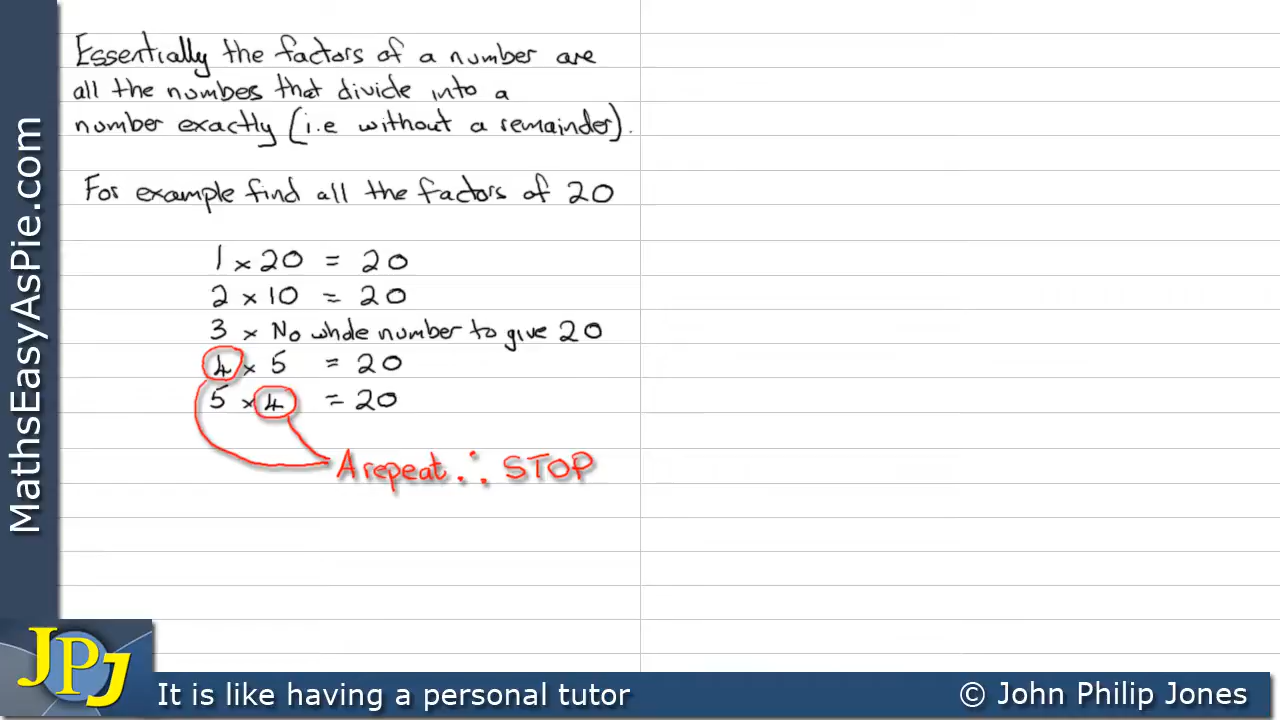 Essentially the factors of a number are
all the numbes that divide into a
number exactly (i.e without a remainder).
For example find all the factors of 20
1 × 20 = 20
2 × 10 = 20
3 × No whole number to give 20
4 × 5 = 20
5 × 4 = 20
A repeat ∴ STOP
MathsEasyAsPie.com
JPJ
It is like having a personal tutor
© John Philip Jones